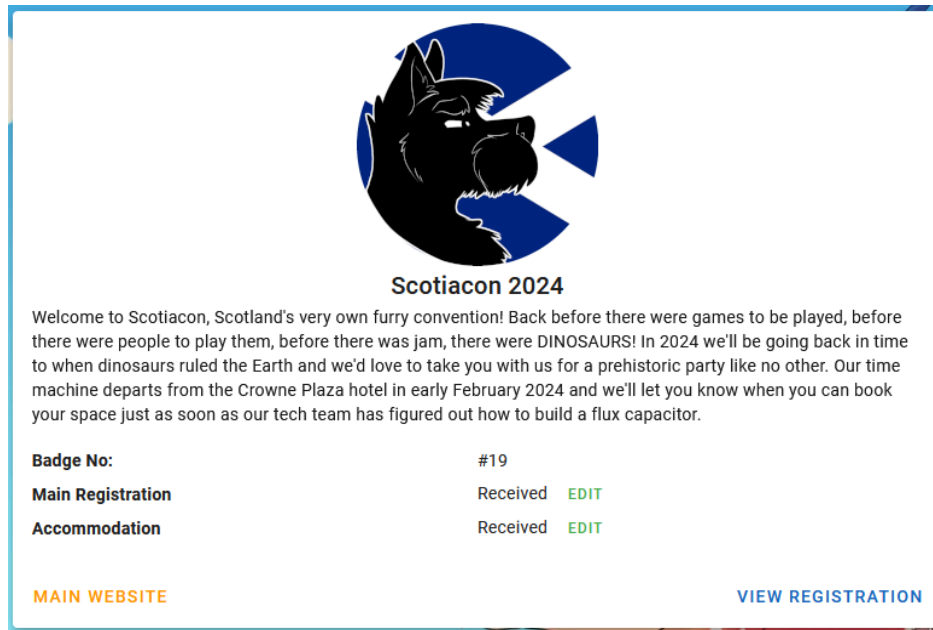 Scotiacon 2024
Welcome to Scotiacon, Scotland's very own furry convention! Back before there were games to be played, before
there were people to play them, before there was jam, there were DINOSAURS! In 2024 we'll be going back in time
to when dinosaurs ruled the Earth and we'd love to take you with us for a prehistoric party like no other. Our time
machine departs from the Crowne Plaza hotel in early February 2024 and we'll let you know when you can book
your space just as soon as our tech team has figured out how to build a flux capacitor.
Badge No: #19
Main Registration Received EDIT
Accommodation Received EDIT
MAIN WEBSITE VIEW REGISTRATION